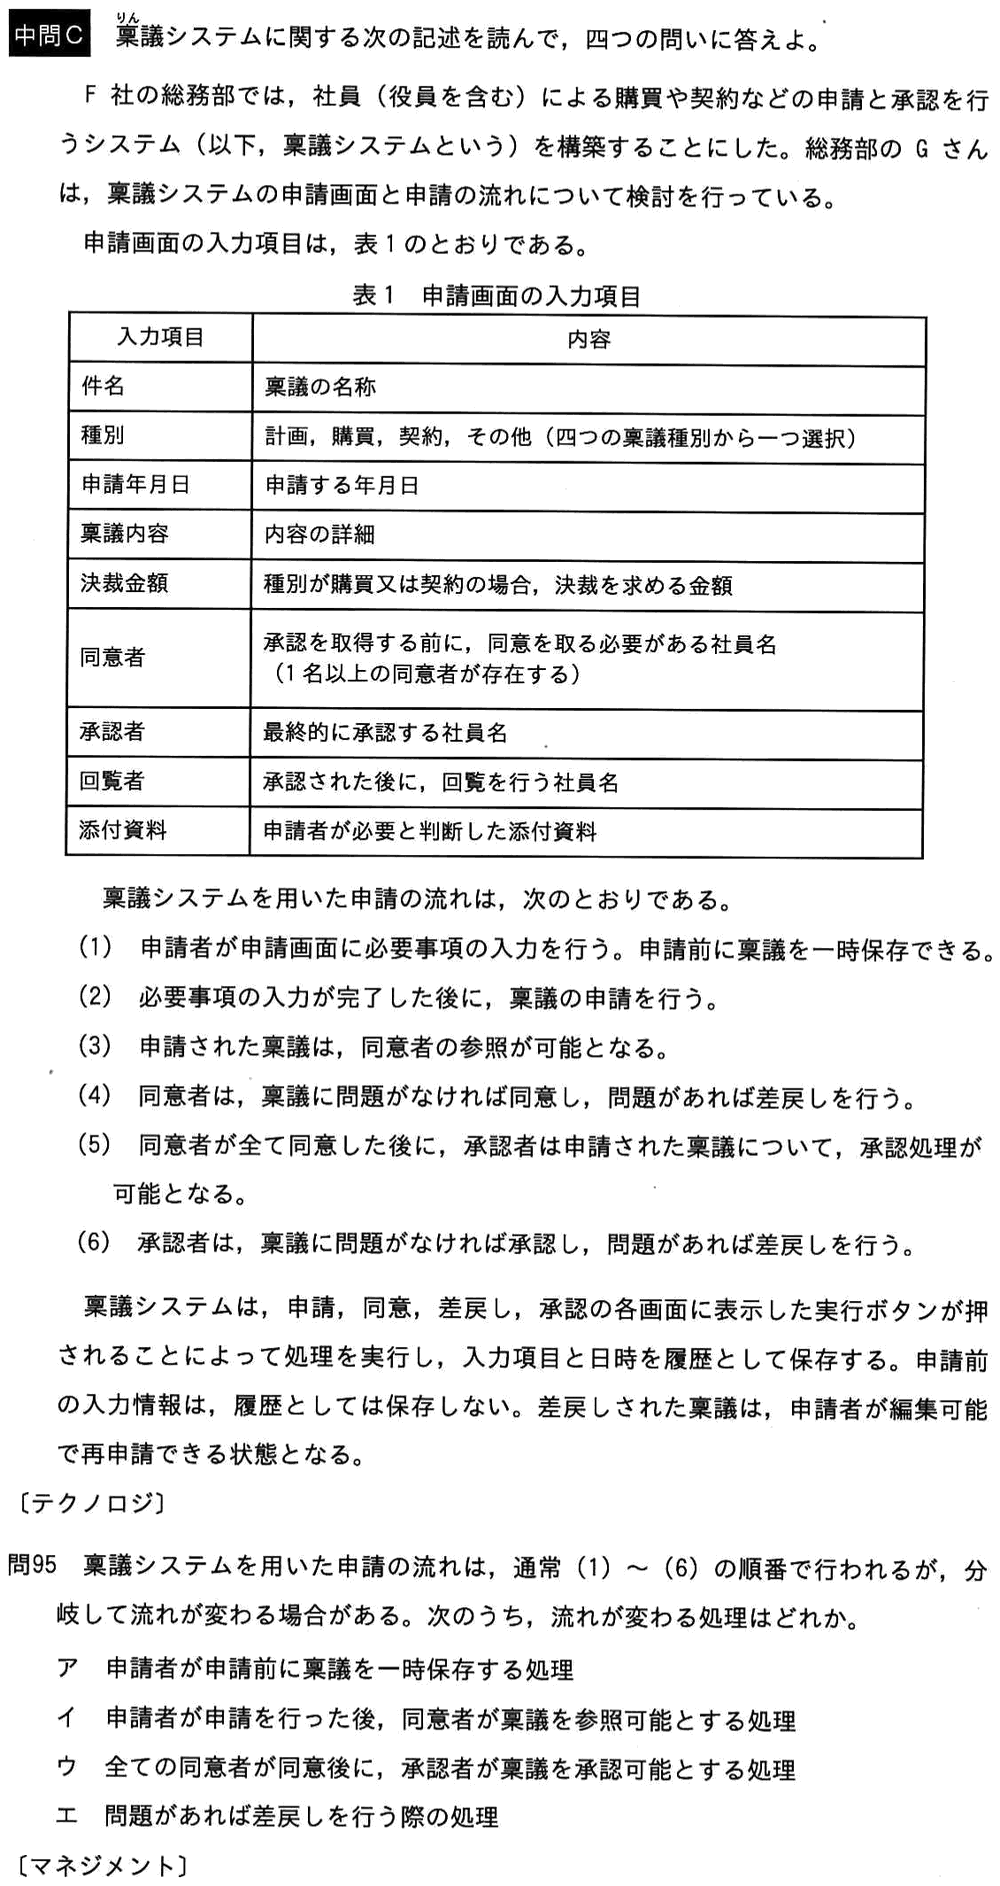 中問C 稟議システムに関する次の記述を読んで，四つの問いに答えよ。
りん
F 社の総務部では，社員（役員を含む）による購買や契約などの申請と承認を行
うシステム（以下，稟議システムという）を構築することにした。総務部の G さん
は，稟議システムの申請画面と申請の流れについて検討を行っている。
申請画面の入力項目は，表1のとおりである。
表1 申請画面の入力項目
入力項目 内容
件名 稟議の名称
種別 計画，購買，契約，その他（四つの稟議種別から一つ選択）
申請年月日 申請する年月日
稟議内容 内容の詳細
決裁金額 種別が購買又は契約の場合，決裁を求める金額
同意者 承認を取得する前に，同意を取る必要がある社員名
（1名以上の同意者が存在する）
承認者 最終的に承認する社員名
回覧者 承認された後に，回覧を行う社員名
添付資料 申請者が必要と判断した添付資料
稟議システムを用いた申請の流れは，次のとおりである。
(1) 申請者が申請画面に必要事項の入力を行う。申請前に稟議を一時保存できる。
(2) 必要事項の入力が完了した後に，稟議の申請を行う。
(3) 申請された稟議は，同意者の参照が可能となる。
(4) 同意者は，稟議に問題がなければ同意し，問題があれば差戻しを行う。
(5) 同意者が全て同意した後に，承認者は申請された稟議について，承認処理が
可能となる。
(6) 承認者は，稟議に問題がなければ承認し，問題があれば差戻しを行う。
稟議システムは，申請，同意，差戻し，承認の各画面に表示した実行ボタンが押
されることによって処理を実行し，入力項目と日時を履歴として保存する。申請前
の入力情報は，履歴としては保存しない。差戻しされた稟議は，申請者が編集可能
で再申請できる状態となる。
〔テクノロジ〕
問95 稟議システムを用いた申請の流れは，通常（1）～（6）の順番で行われるが，分
岐して流れが変わる場合がある。次のうち，流れが変わる処理はどれか。
ア 申請者が申請前に稟議を一時保存する処理
イ 申請者が申請を行った後，同意者が稟議を参照可能とする処理
ウ 全ての同意者が同意後に，承認者が稟議を承認可能とする処理
エ 問題があれば差戻しを行う際の処理
〔マネジメント〕